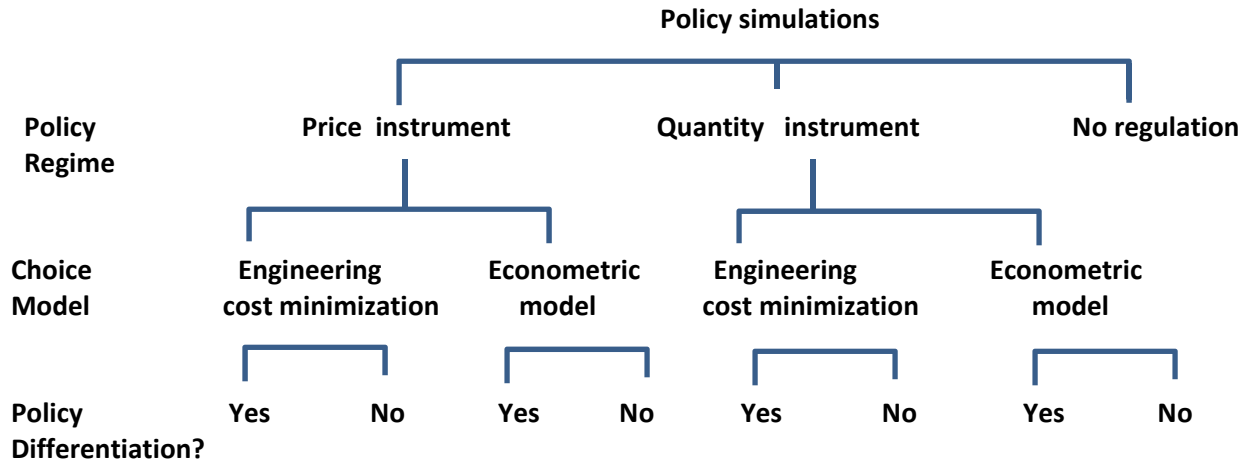 Policy simulations
Policy Regime
Price instrument
Quantity instrument
No regulation
Choice Model
Engineering
cost minimization
Econometric
model
Engineering
cost minimization
Econometric
model
Policy
Differentiation?
Yes
No
Yes
No
Yes
No
Yes
No